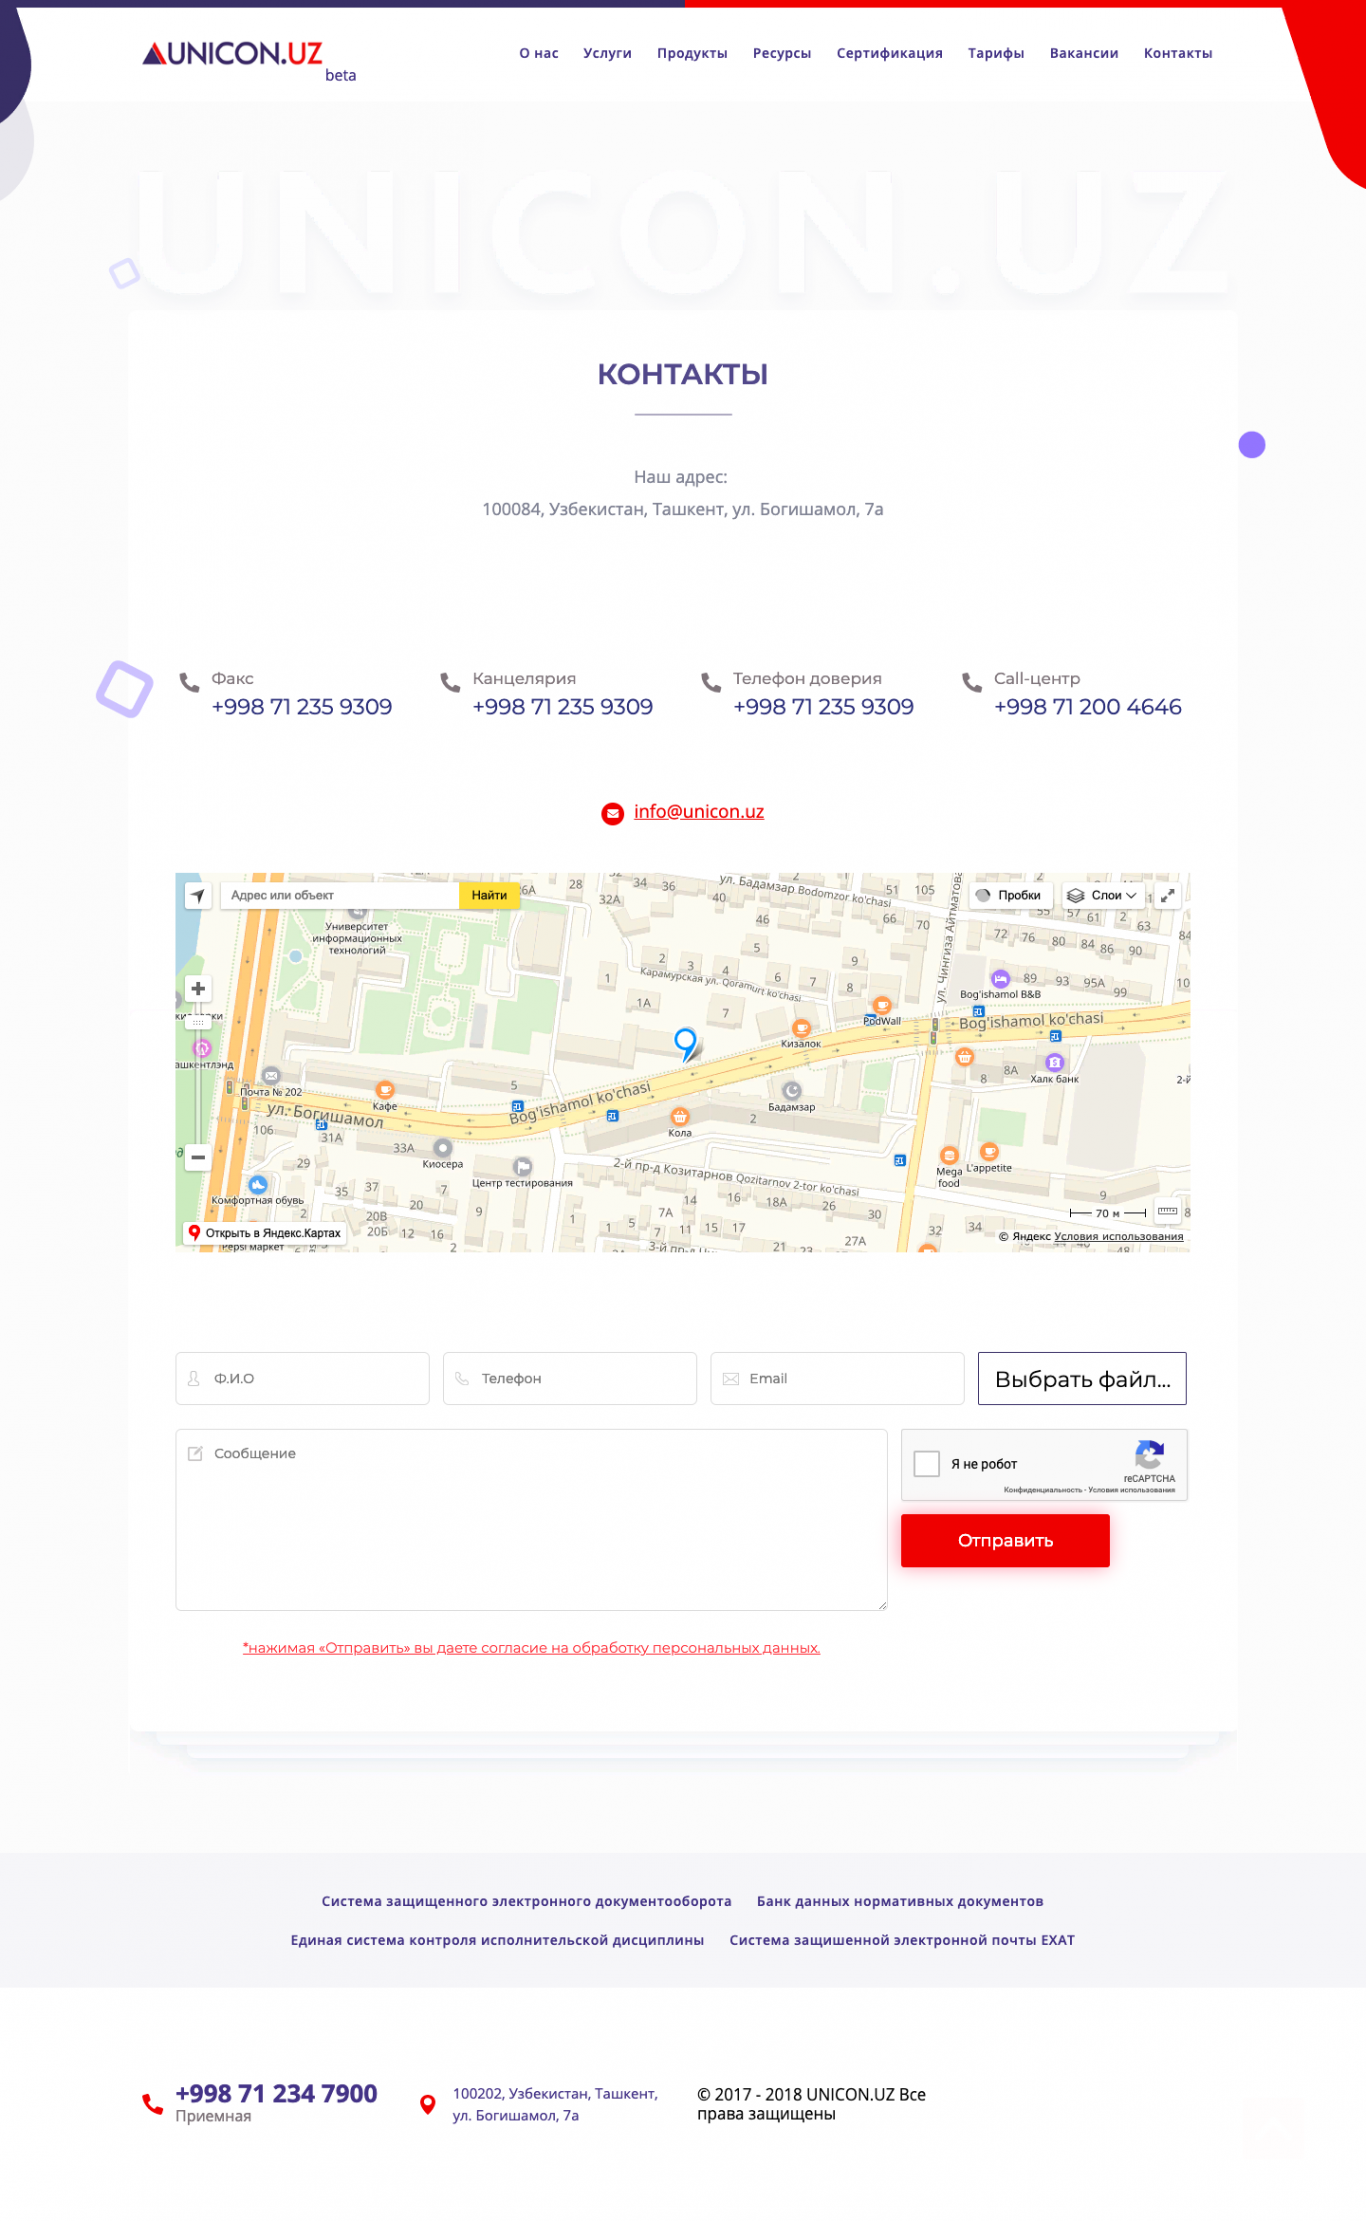 UNICON.UZ
beta
О нас Услуги Продукты Ресурсы Сертификация Тарифы Вакансии Контакты
UNICON.UZ
КОНТАКТЫ
Наш адрес:
100084, Узбекистан, Ташкент, ул. Богишамол, 7а
Факс Канцелярия Телефон доверия Call-центр
+998 71 235 9309 +998 71 235 9309 +998 71 235 9309 +998 71 200 4646
info@unicon.uz
Адрес или объект Найти
ул. Бадамзар Bodomzor ko'chasi
Пробки Слои
Университет
информационных
технологий
ул. Чингиза Айтматова
Карамурская ул. Qoramurt ko'chasi
Bog'ishamol B&B
PodWall
Bog'ishamol ko'chasi
Кизалок
Халк банк
Почта № 202
Кафе
ул. Богишамол
Bog'ishamol ko'chasi
Бадамзар
Кола
Киосера
Центр тестирования
2-й пр-д Козитарнов Qozitarnov 2-tor ko'chasi
Mega
food
L'appetite
Комфортная обувь
70 м
Открыть в Яндекс.Картах
Pepsi маркет
© Яндекс Условия использования
Ф.И.О Телефон Email Выбрать файл...
Сообщение
Я не робот
reCAPTCHA
Конфиденциальность - Условия использования
Отправить
*нажимая «Отправить» вы даете согласие на обработку персональных данных.
Система защищенного электронного документооборота Банк данных нормативных документов
Единая система контроля исполнительской дисциплины Система защишенной электронной почты EXAT
+998 71 234 7900
Приемная
100202, Узбекистан, Ташкент,
ул. Богишамол, 7а
© 2017 - 2018 UNICON.UZ Все
права защищены